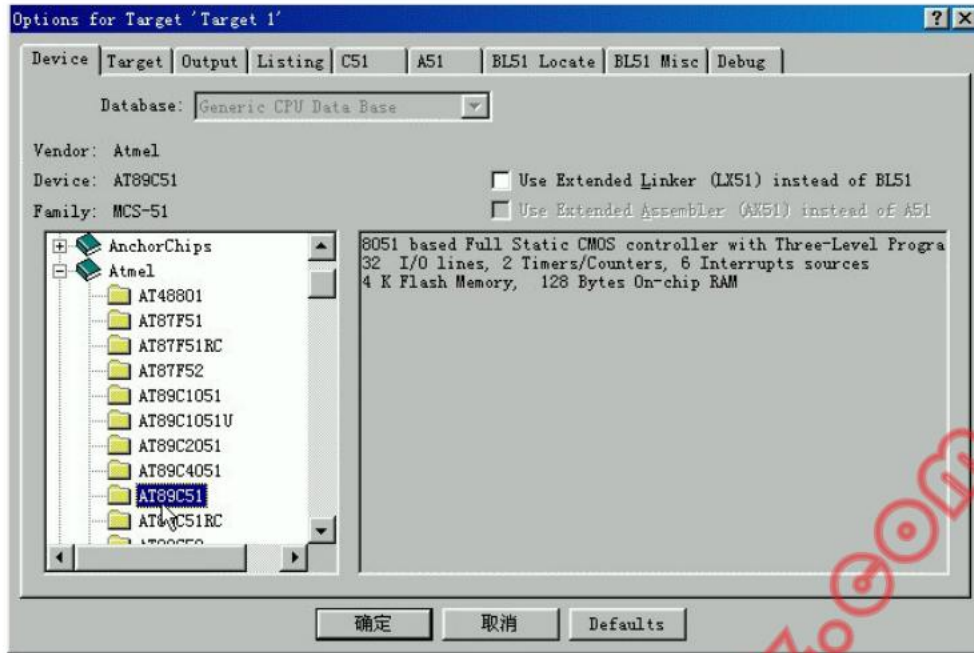 Options for Target 'Target 1'
Device Target Output Listing C51 A51 BL51 Locate BL51 Misc Debug
Database: Generic CPU Data Base
Vendor: Atmel
Device: AT89C51
Use Extended Linker (LX51) instead of BL51
Family: MCS-51
Use Extended Assembler (AX51) instead of A51
AnchorChips
Atmel
AT48801
AT87F51
AT87F51RC
AT87F52
AT89C1051
AT89C1051U
AT89C2051
AT89C4051
AT89C51
8051 based Full Static CMOS controller with Three-Level Progra
32 I/O lines, 2 Timers/Counters, 6 Interrupts sources
4 K Flash Memory, 128 Bytes On-chip RAM
确定 取消 Defaults